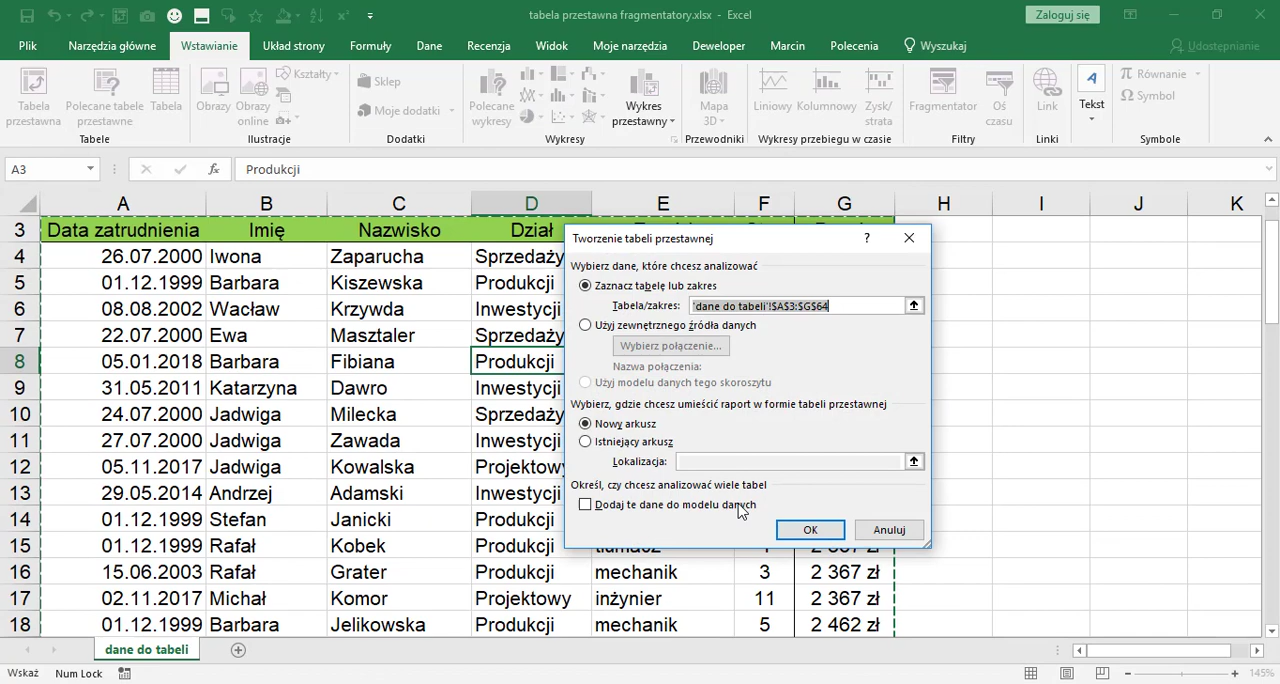 tabela przestawna fragmentatory.xlsx - Excel
Zaloguj się
Plik Narzędzia główne Wstawianie Układ strony Formuły Dane Recenzja Widok Moje narzędzia Deweloper Marcin Polecenia Wyszukaj Udostępnianie
Tabela przestawna
Polecane tabele przestawne
Tabela
Tabele
Obrazy
Obrazy online
Kształty
Ilustracje
Sklep
Moje dodatki
Dodatki
Polecane wykresy
Wykres przestawny
Wykresy
Mapa 3D
Przewodniki
Liniowy
Kolumnowy
Zysk/ strata
Wykresy przebiegu w czasie
Fragmentator
Oś czasu
Filtry
Link
Linki
A
Tekst
π Równanie
Ω Symbol
Symbole
A3 fx Produkcji
A B C D E F G H I J K
3 Data zatrudnienia Imię Nazwisko Dział
4 26.07.2000 Iwona Zaparucha Sprzedaży
5 01.12.1999 Barbara Krzywda Produkcji
6 08.08.2002 Wacław Krzywda Inwestycji
7 22.07.2000 Ewa Masztaler Sprzedaży
8 05.01.2018 Barbara Fibiana Produkcji
9 31.05.2011 Katarzyna Dawro Inwestycji
10 24.07.2000 Jadwiga Milecka Sprzedaży
11 27.07.2000 Jadwiga Zawada Inwestycji
12 05.11.2017 Jadwiga Kowalska Projektowy
13 29.05.2014 Andrzej Adamski Inwestycji
14 01.12.1999 Stefan Janicki Produkcji
15 01.12.1999 Rafał Kobek Produkcji
16 15.06.2003 Rafał Grater Produkcji mechanik 3 2 367 zł
17 02.11.2017 Michał Komor Projektowy inżynier 11 2 367 zł
18 01.12.1999 Barbara Jelikowska Produkcji mechanik 5 2 462 zł
Tworzenie tabeli przestawnej ?
Wybierz dane, które chcesz analizować
Zaznacz tabelę lub zakres
Tabela/zakres: 'dane do tabeli'!$A$3:$G$64
Użyj zewnętrznego źródła danych
Wybierz połączenie...
Nazwa połączenia:
Użyj modelu danych tego skoroszytu
Wybierz, gdzie chcesz umieścić raport w formie tabeli przestawnej
Nowy arkusz
Istniejący arkusz
Lokalizacja:
Określ, czy chcesz analizować wiele tabel
Dodaj te dane do modelu danych
OK Anuluj
dane do tabeli
Wskaż Num Lock 145%